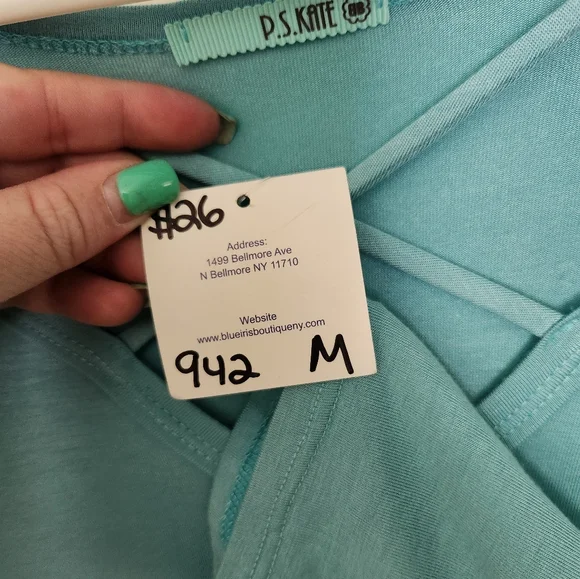 P.S. KATE
$26
Address:
1499 Bellmore Ave
N Bellmore NY 11710
Website
www.blueirisboutiqueny.com
942 M